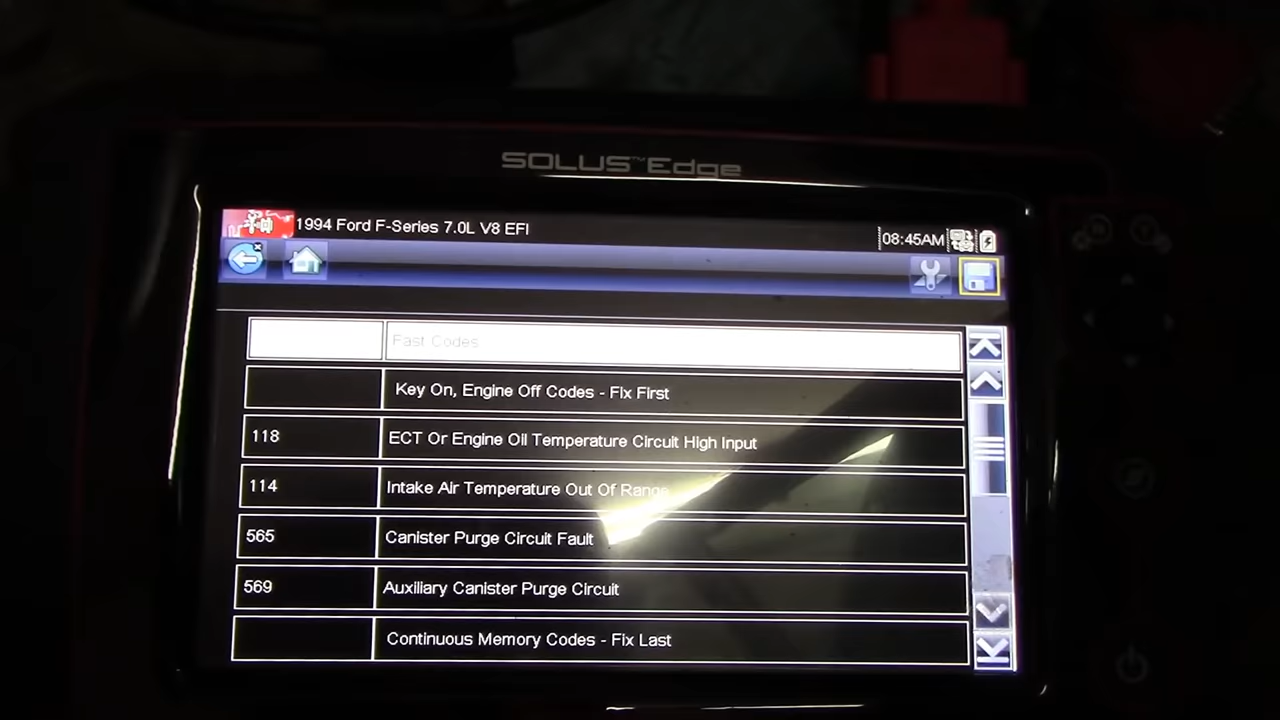 SOLUS™ Edge
1994 Ford F-Series 7.0L V8 EFI
08:45AM
Fast Codes
Key On, Engine Off Codes - Fix First
118 ECT Or Engine Oil Temperature Circuit High Input
114 Intake Air Temperature Out Of Range
565 Canister Purge Circuit Fault
569 Auxiliary Canister Purge Circuit
Continuous Memory Codes - Fix Last